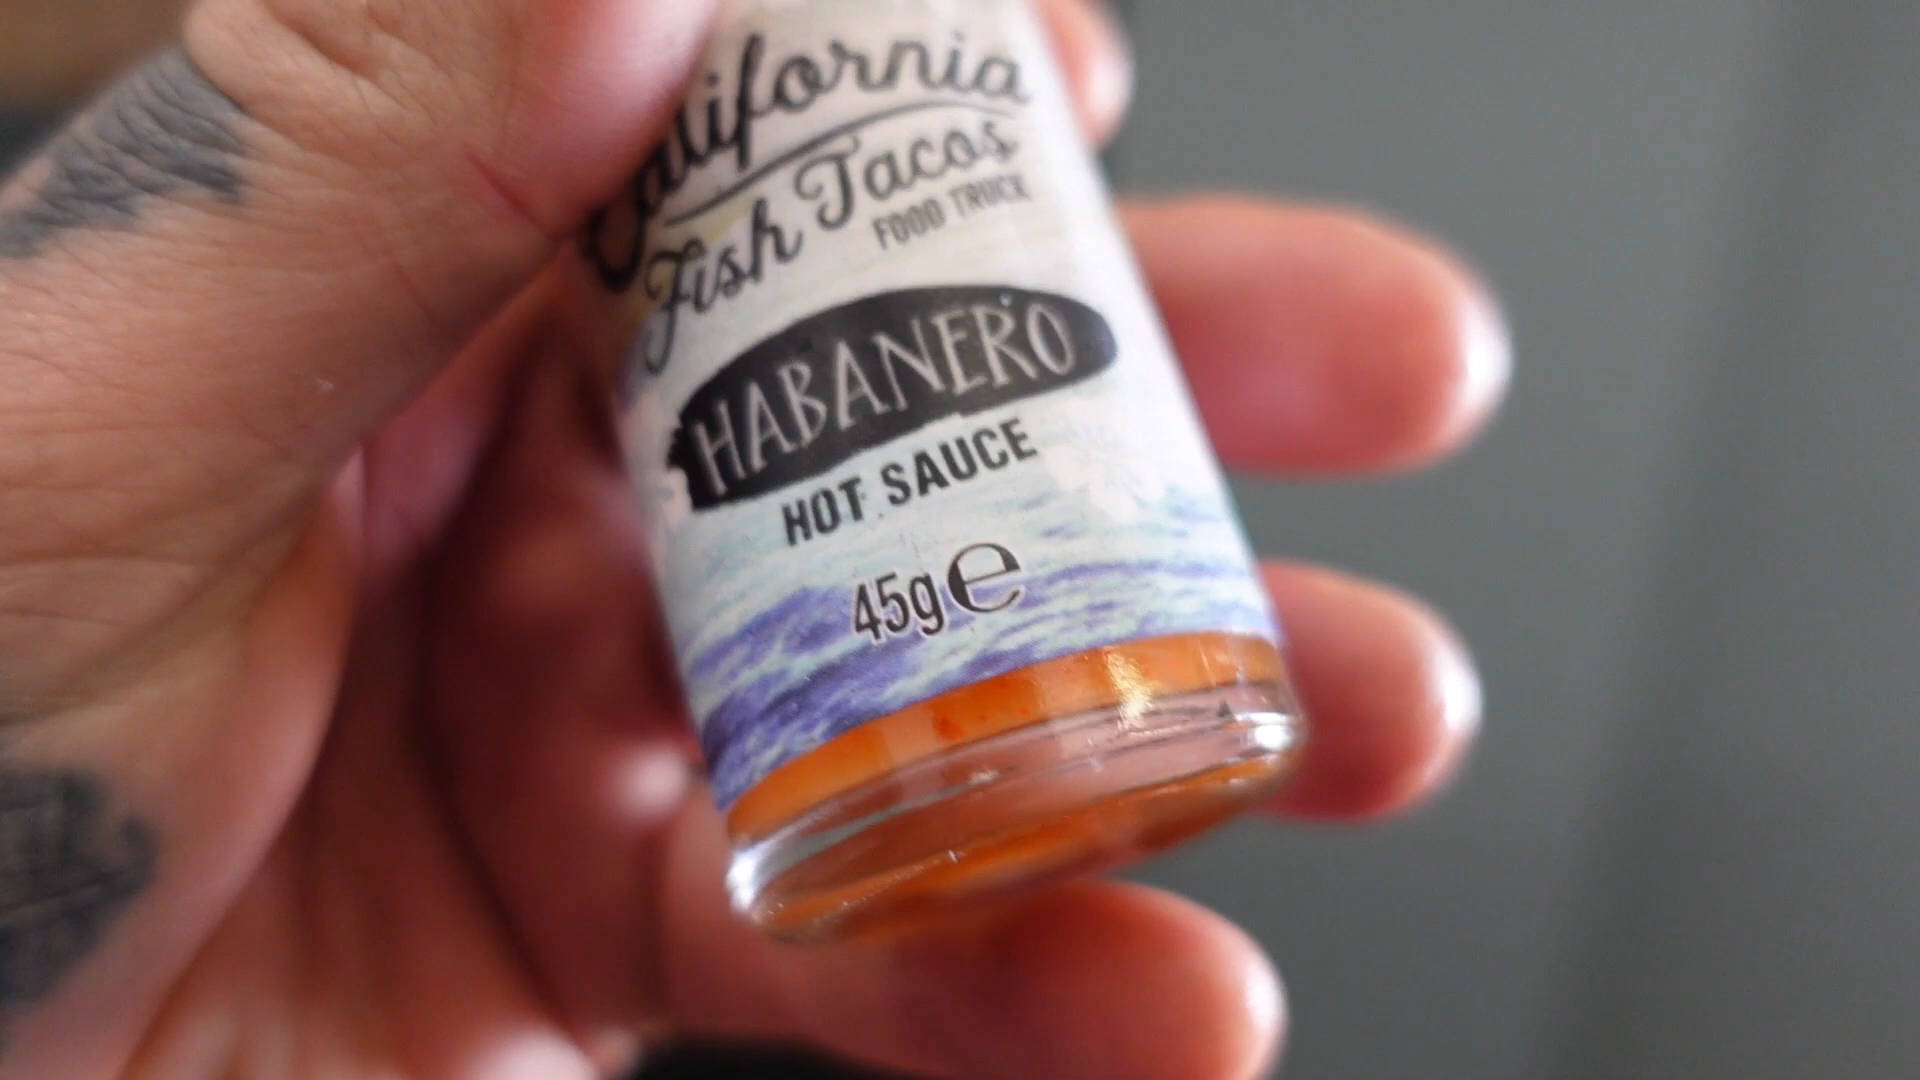 California
Fish Tacos
FOOD TRUCK
HABANERO
HOT SAUCE
45g ℮